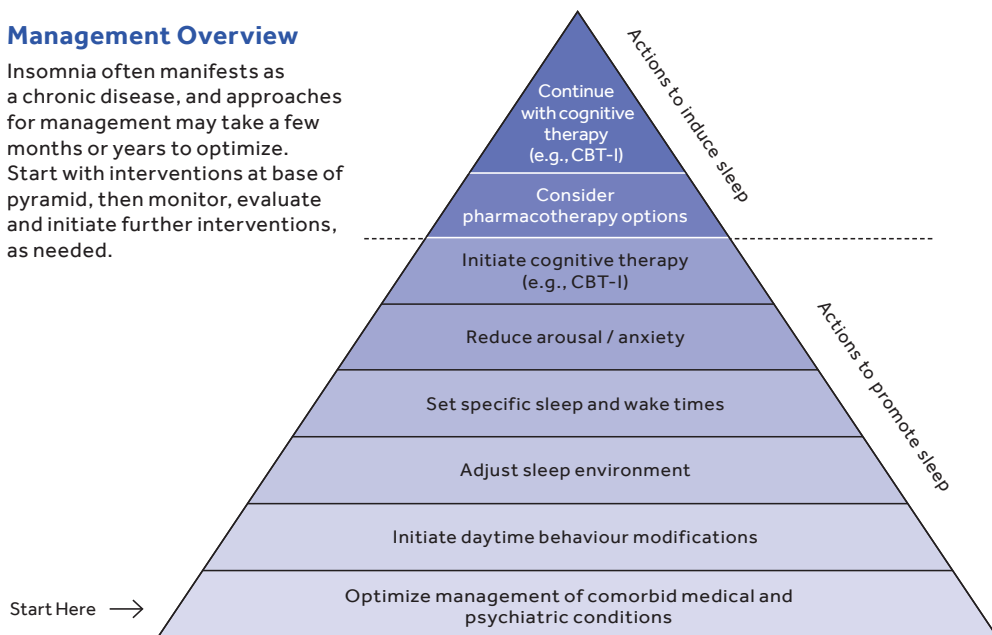 Management Overview
Insomnia often manifests as
a chronic disease, and approaches
for management may take a few
months or years to optimize.
Start with interventions at base of
pyramid, then monitor, evaluate
and initiate further interventions,
as needed.
Actions to induce sleep
Continue
with cognitive
therapy
(e.g., CBT-I)
Consider
pharmacotherapy options
Initiate cognitive therapy
(e.g., CBT-I)
Actions to promote sleep
Reduce arousal / anxiety
Set specific sleep and wake times
Adjust sleep environment
Initiate daytime behaviour modifications
Start Here
Optimize management of comorbid medical and
psychiatric conditions